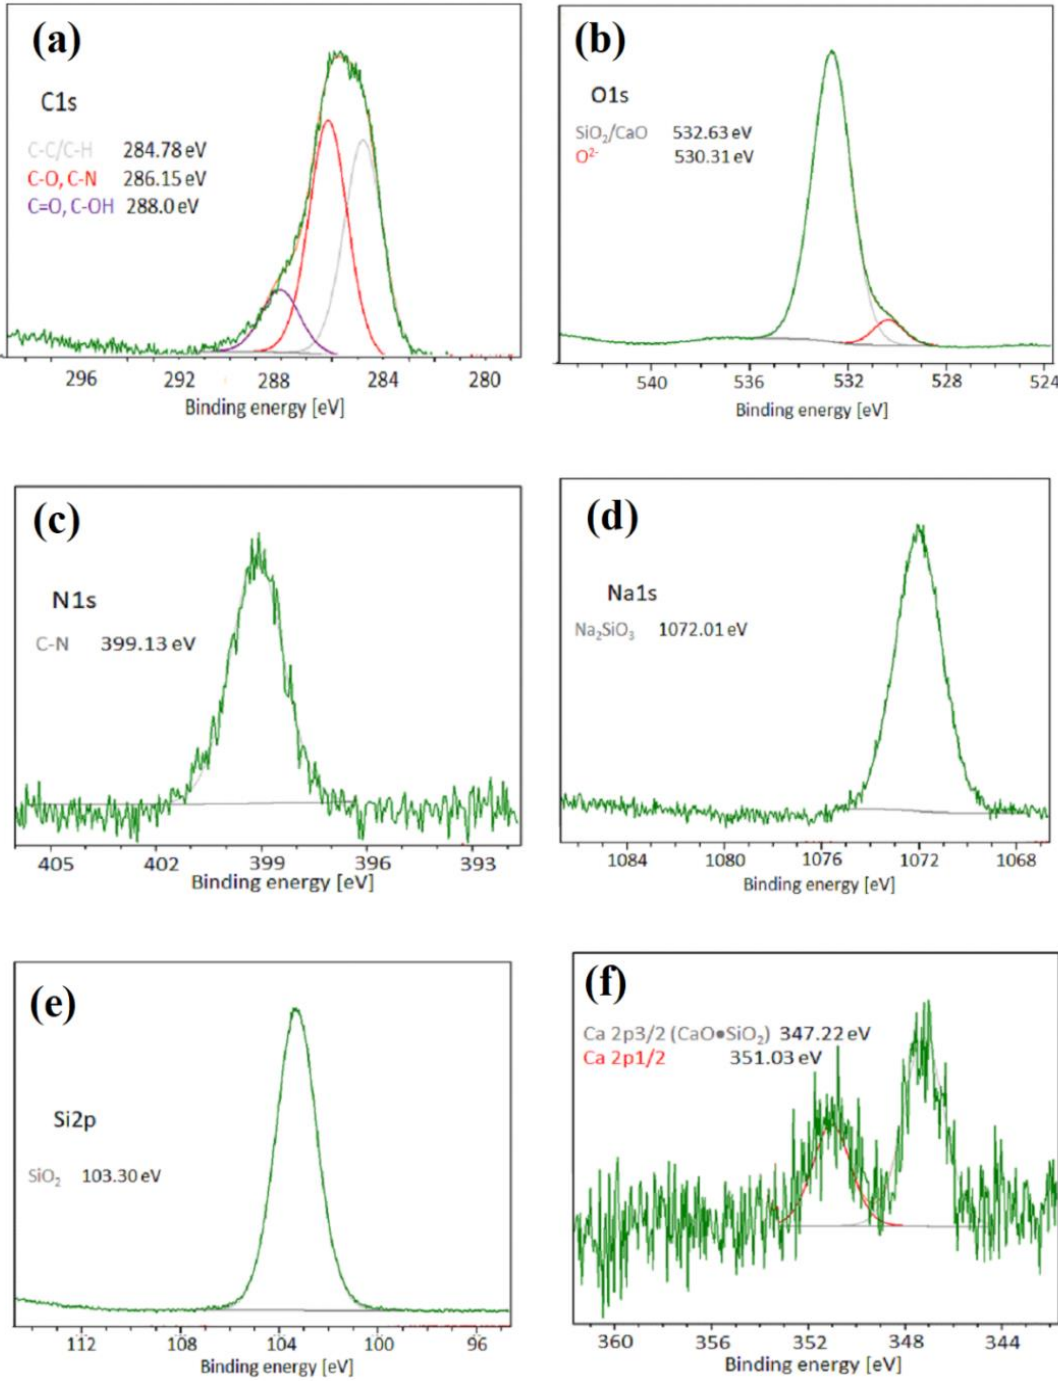 (a)
C1s
C-C/C-H 284.78 eV
C-O, C-N 286.15 eV
C=O, C-OH 288.0 eV
296 292 288 284 280
Binding energy [eV]
(b)
O1s
SiO₂/CaO 532.63 eV
O²⁻ 530.31 eV
540 536 532 528 524
Binding energy [eV]
(c)
N1s
C-N 399.13 eV
405 402 399 396 393
Binding energy [eV]
(d)
Na1s
Na₂SiO₃ 1072.01 eV
1084 1080 1076 1072 1068
Binding energy [eV]
(e)
Si2p
SiO₂ 103.30 eV
112 108 104 100 96
Binding energy [eV]
(f)
Ca 2p3/2 (CaO●SiO₂) 347.22 eV
Ca 2p1/2 351.03 eV
360 356 352 348 344
Binding energy [eV]